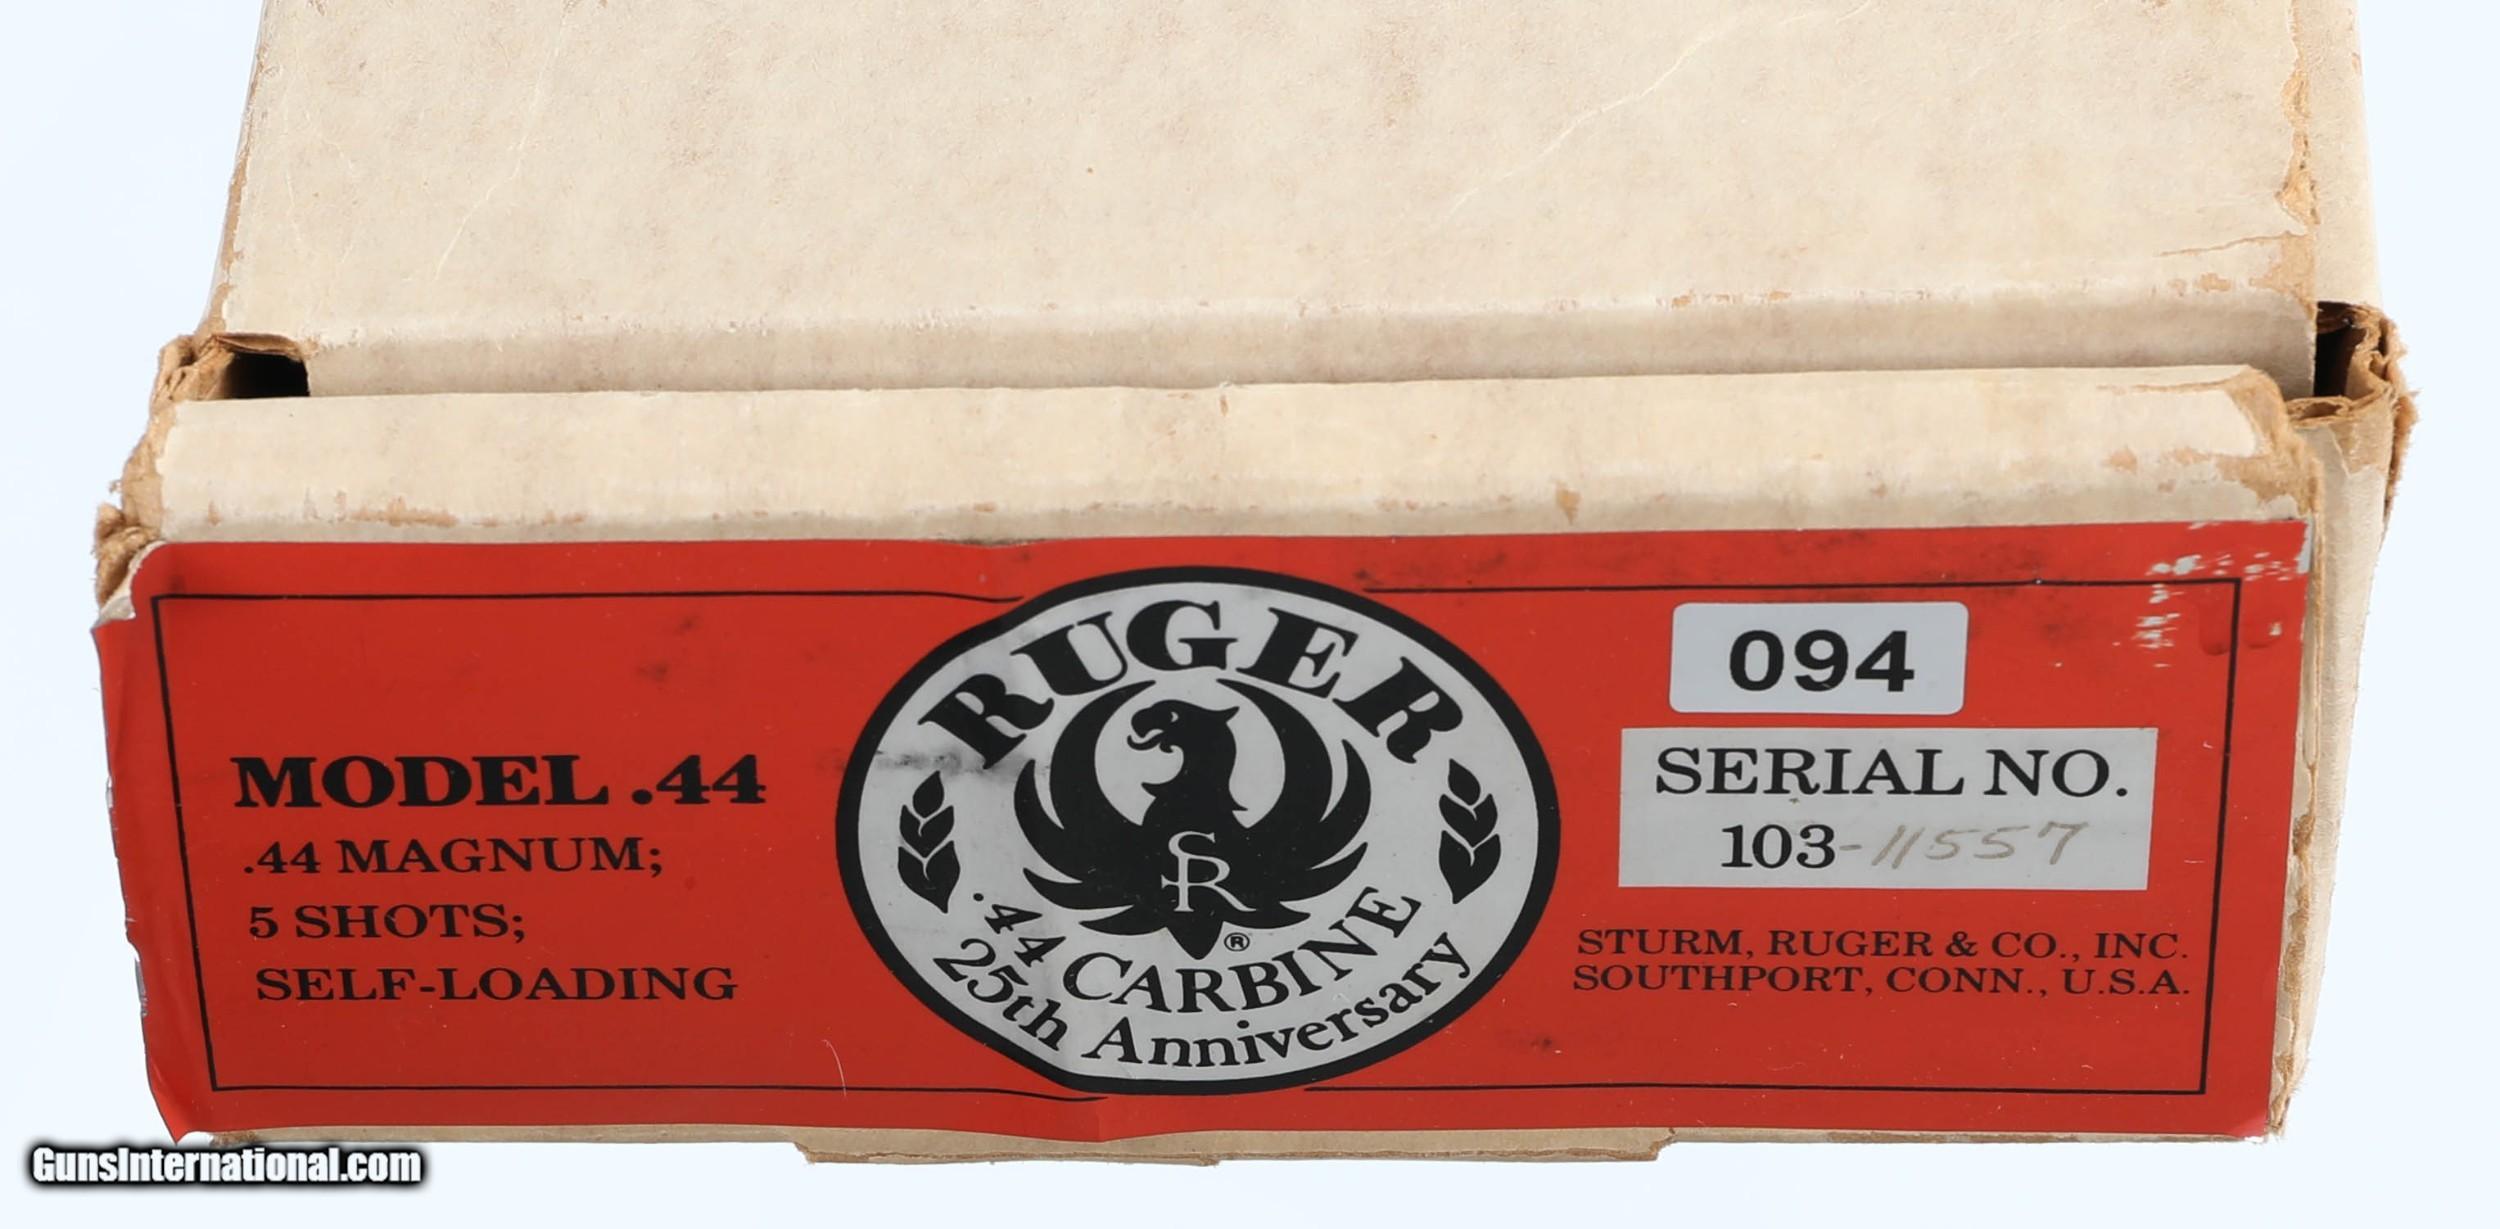 MODEL .44
.44 MAGNUM;
5 SHOTS;
SELF-LOADING
RUGER
SR
®
.44 CARBINE
25th Anniversary
094
SERIAL NO.
103-11557
STURM, RUGER & CO., INC.
SOUTHPORT, CONN., U.S.A.
GunsInternational.com